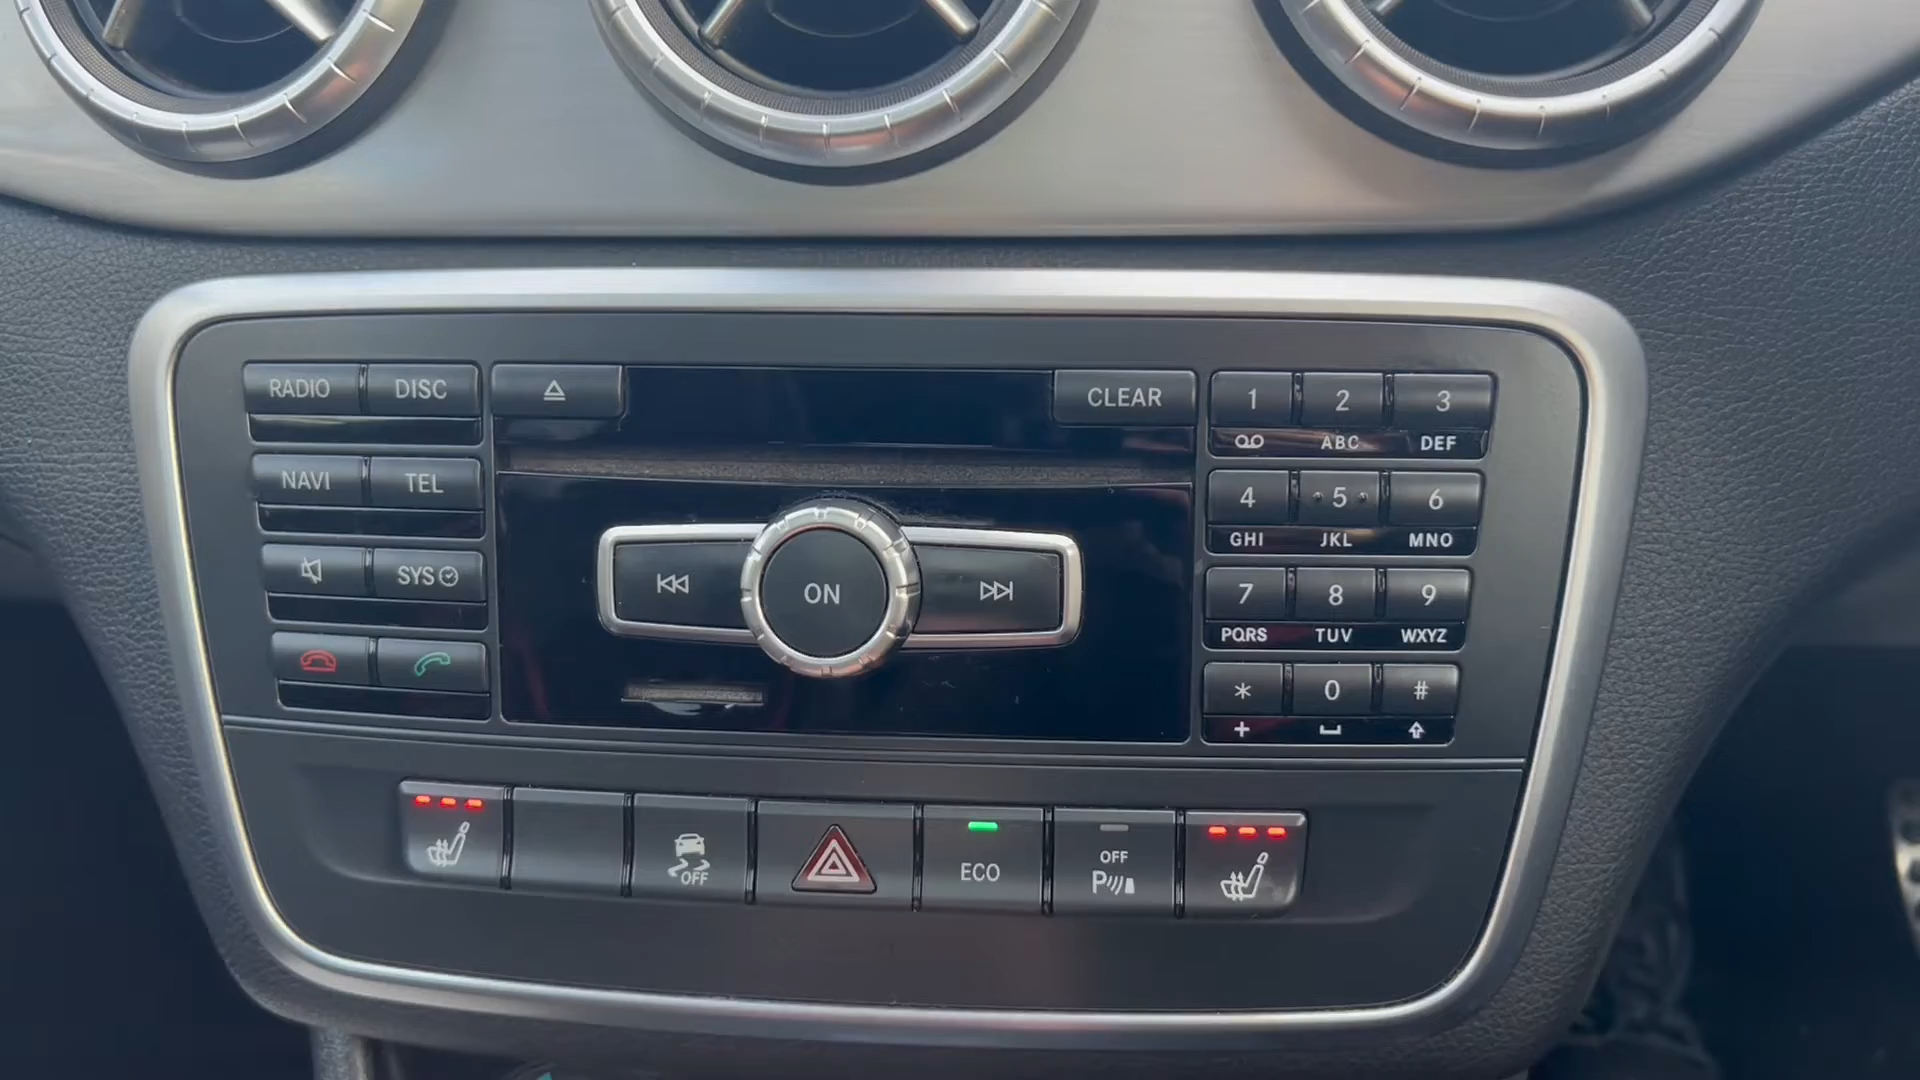 RADIO DISC
CLEAR
1 2 3
ABC DEF
NAVI TEL
4 5 6
GHI JKL MNO
SYS
ON
7 8 9
PQRS TUV WXYZ
* 0 #
+
OFF
ECO
OFF
P